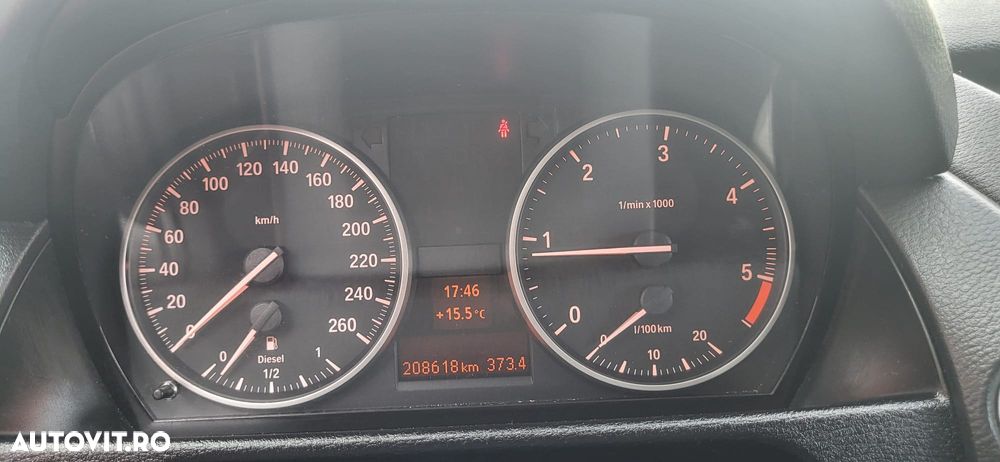 0 20 40 60 80 100 120 140 160 180 200 220 240 260
km/h
0 1/2 1
Diesel
17:46
+15.5°C
208618km 373.4
0 1 2 3 4 5
1/min x 1000
0 10 20
1/100km
AUTOVIT.RO